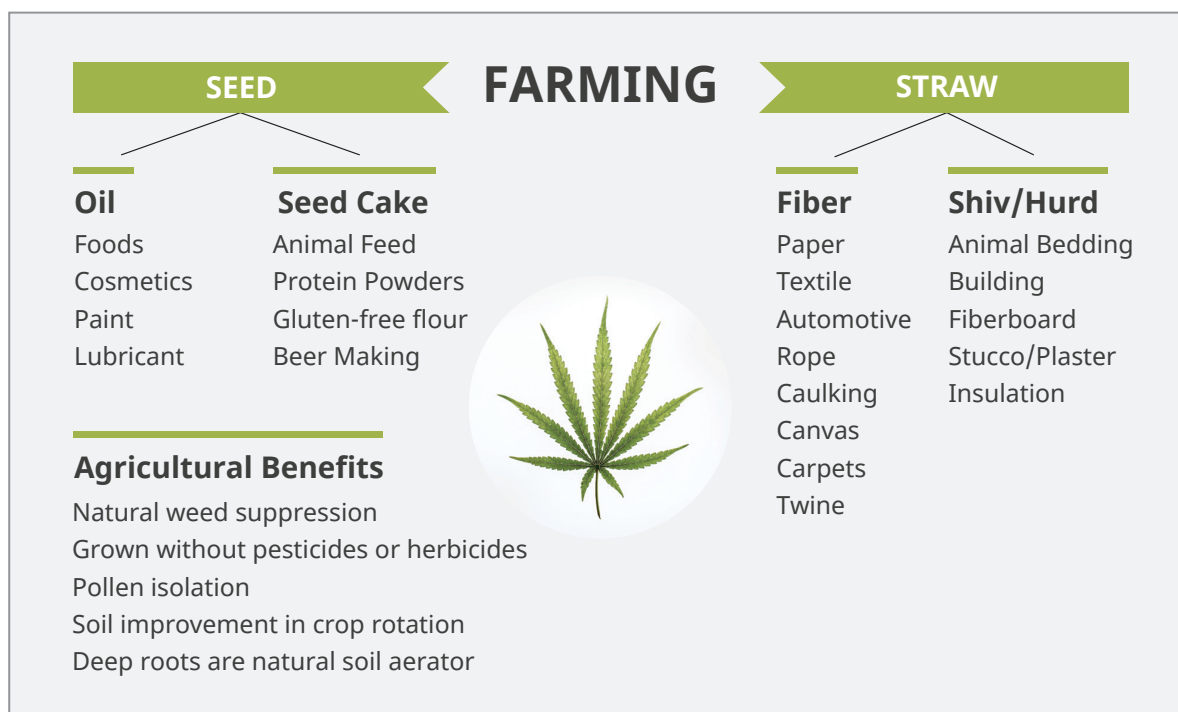 FARMING
SEED
Oil
Foods
Cosmetics
Paint
Lubricant
Seed Cake
Animal Feed
Protein Powders
Gluten-free flour
Beer Making
Agricultural Benefits
Natural weed suppression
Grown without pesticides or herbicides
Pollen isolation
Soil improvement in crop rotation
Deep roots are natural soil aerator
STRAW
Fiber
Paper
Textile
Automotive
Rope
Caulking
Canvas
Carpets
Twine
Shiv/Hurd
Animal Bedding
Building
Fiberboard
Stucco/Plaster
Insulation